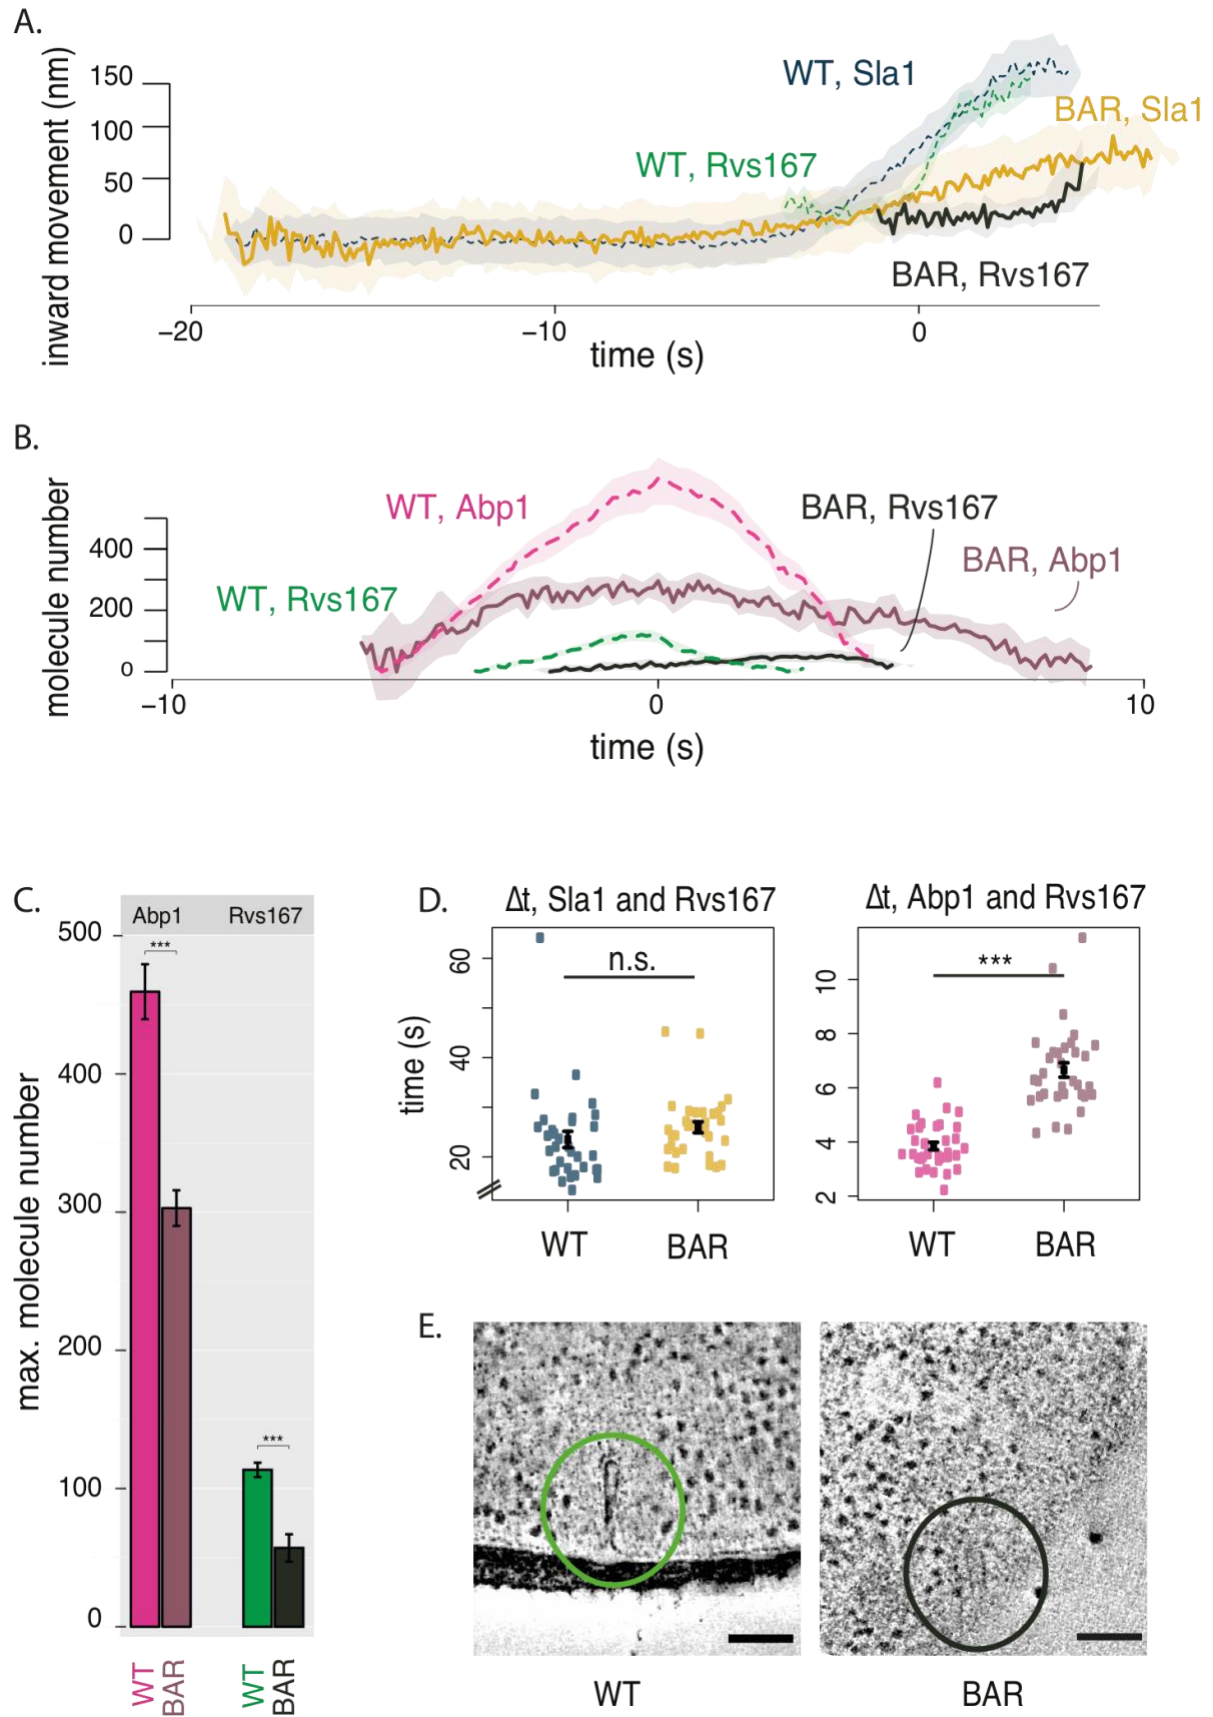 A.
inward movement (nm)
150
100
50
0
WT, Sla1
BAR, Sla1
WT, Rvs167
BAR, Rvs167
−20
−10
0
time (s)
B.
molecule number
400
200
0
WT, Abp1
BAR, Rvs167
BAR, Abp1
WT, Rvs167
−10
0
10
time (s)
C.
max. molecule number
Abp1
Rvs167
500
400
300
200
100
0
***
***
WT
BAR
WT
BAR
D.
Δt, Sla1 and Rvs167
time (s)
60
40
20
n.s.
WT
BAR
Δt, Abp1 and Rvs167
10
8
6
4
2
***
WT
BAR
E.
WT
BAR